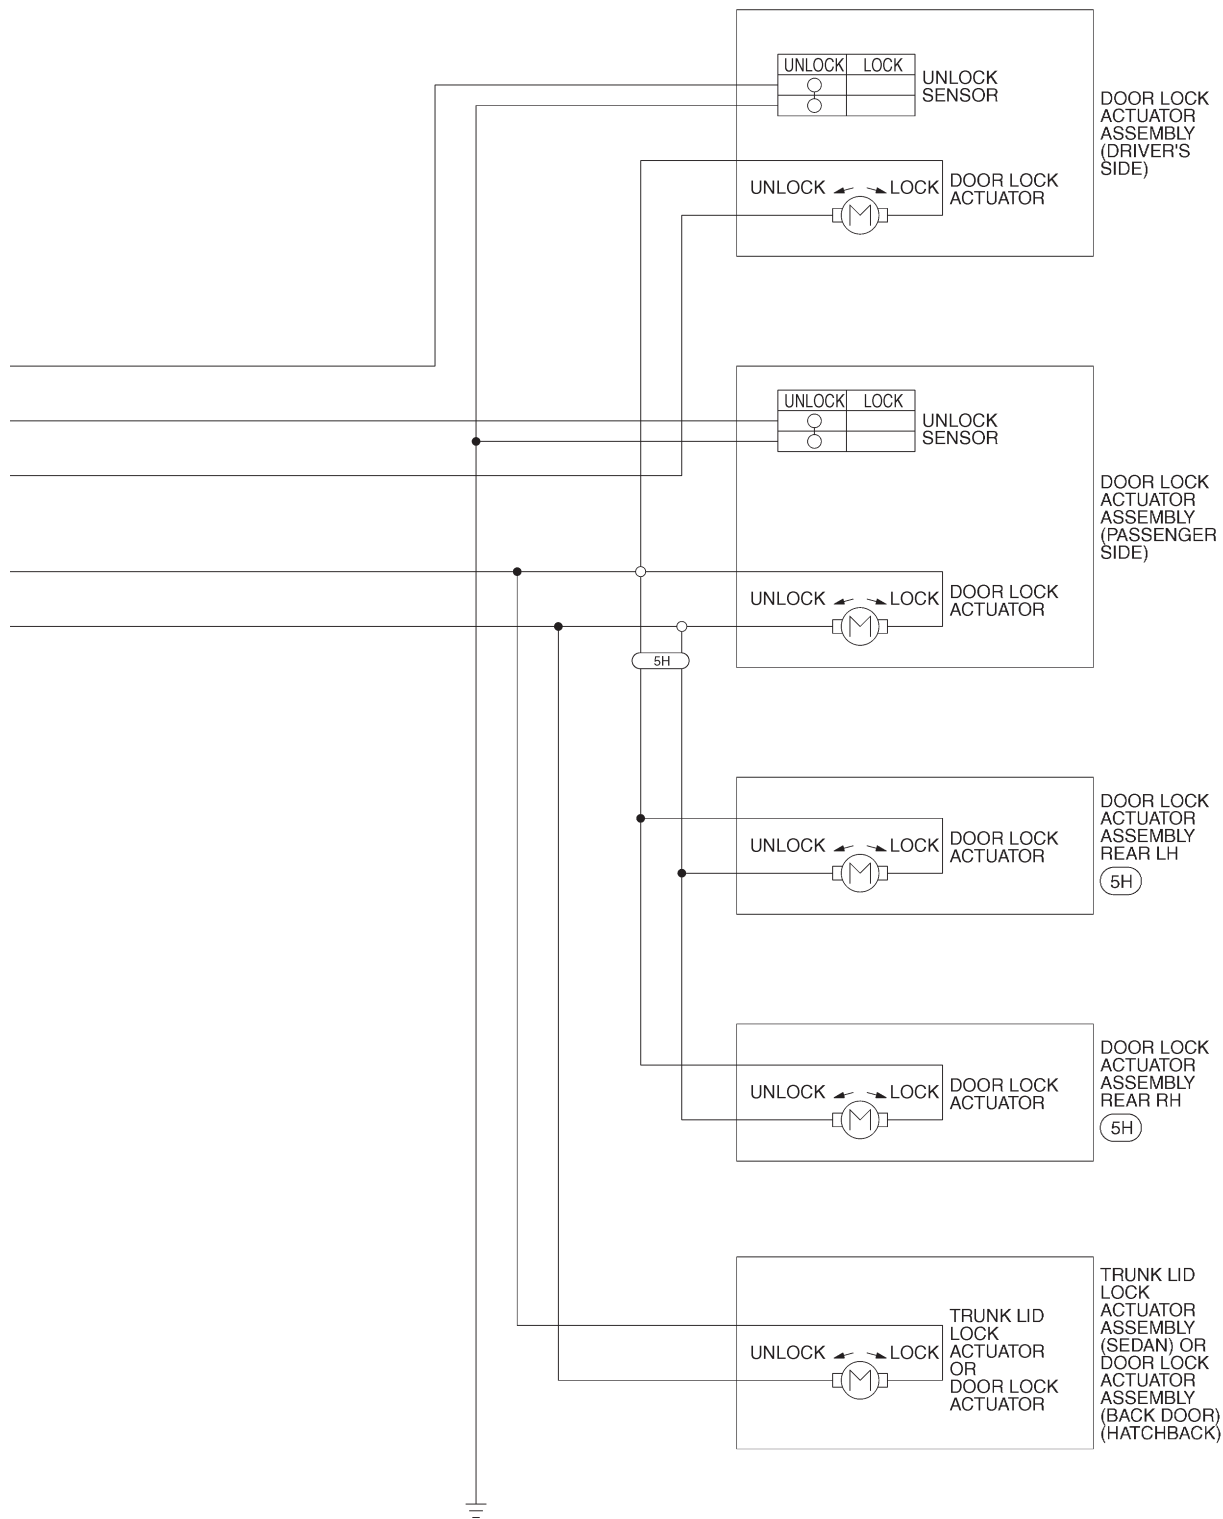 UNLOCK LOCK
UNLOCK
SENSOR
DOOR LOCK
ACTUATOR
ASSEMBLY
(DRIVER'S
SIDE)
UNLOCK LOCK
DOOR LOCK
ACTUATOR
M
UNLOCK LOCK
UNLOCK
SENSOR
DOOR LOCK
ACTUATOR
ASSEMBLY
(PASSENGER
SIDE)
UNLOCK LOCK
DOOR LOCK
ACTUATOR
M
5H
DOOR LOCK
ACTUATOR
ASSEMBLY
REAR LH
5H
UNLOCK LOCK
DOOR LOCK
ACTUATOR
M
DOOR LOCK
ACTUATOR
ASSEMBLY
REAR RH
5H
UNLOCK LOCK
DOOR LOCK
ACTUATOR
M
TRUNK LID
LOCK
ACTUATOR
ASSEMBLY
(SEDAN) OR
DOOR LOCK
ACTUATOR
ASSEMBLY
(BACK DOOR)
(HATCHBACK)
UNLOCK LOCK
TRUNK LID
LOCK
ACTUATOR
OR
DOOR LOCK
ACTUATOR
M